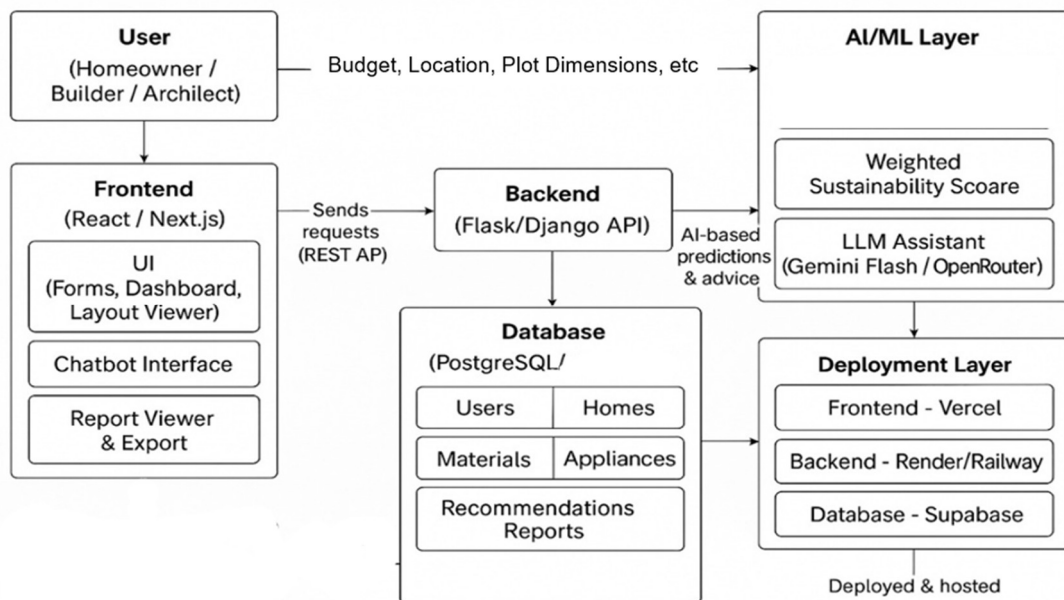 User
(Homeowner /
Builder / Architect)
Budget, Location, Plot Dimensions, etc
AI/ML Layer
Weighted
Sustainability Scoare
LLM Assistant
(Gemini Flash / OpenRouter)
Frontend
(React / Next.js)
UI
(Forms, Dashboard,
Layout Viewer)
Chatbot Interface
Report Viewer
& Export
Sends
requests
(REST AP)
Backend
(Flask/Django API)
AI-based
predictions
& advice
Database
(PostgreSQL/
Users
Homes
Materials
Appliances
Recommendations
Reports
Deployment Layer
Frontend - Vercel
Backend - Render/Railway
Database - Supabase
Deployed & hosted